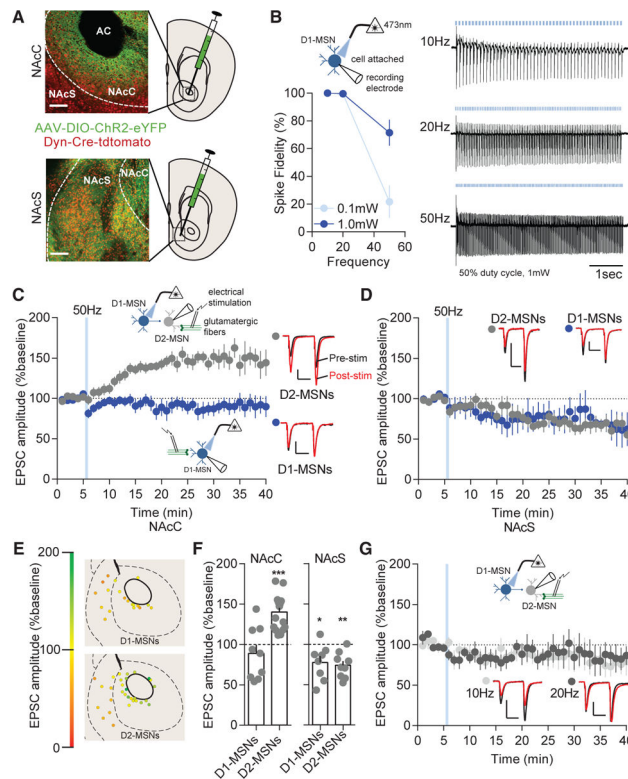 A
NAcC
AC
NAcS
NAcC
AAV-DIO-ChR2-eYFP
Dyn-Cre-tdtomato
NAcS
NAcS
NAcC
B
D1-MSN
473nm
cell attached
recording
electrode
Spike Fidelity (%)
100
80
60
40
20
0
0.1mW
1.0mW
0
20
40
60
Frequency
10Hz
20Hz
50Hz
50% duty cycle, 1mW
1sec
C
D1-MSN
electrical
stimulation
glutamatergic
fibers
D2-MSN
50Hz
EPSC amplitude (%baseline)
200
150
100
50
0
0 5 10 15 20 25 30 35 40
Time (min)
NAcC
D1-MSN
Pre-stim
Post-stim
D2-MSNs
D1-MSNs
D
50Hz
D2-MSNs
D1-MSNs
EPSC amplitude (%baseline)
200
150
100
50
0
0 5 10 15 20 25 30 35 40
Time (min)
NAcS
E
EPSC amplitude (%baseline)
200
100
0
D1-MSNs
D2-MSNs
F
NAcC
NAcS
EPSC amplitude (%baseline)
200
150
100
50
0
***
*
**
D1-MSNs
D2-MSNs
D1-MSNs
D2-MSNs
G
D1-MSN
D2-MSN
EPSC amplitude (%baseline)
200
150
100
50
0
10Hz
20Hz
0 5 10 15 20 25 30 35 40
Time (min)